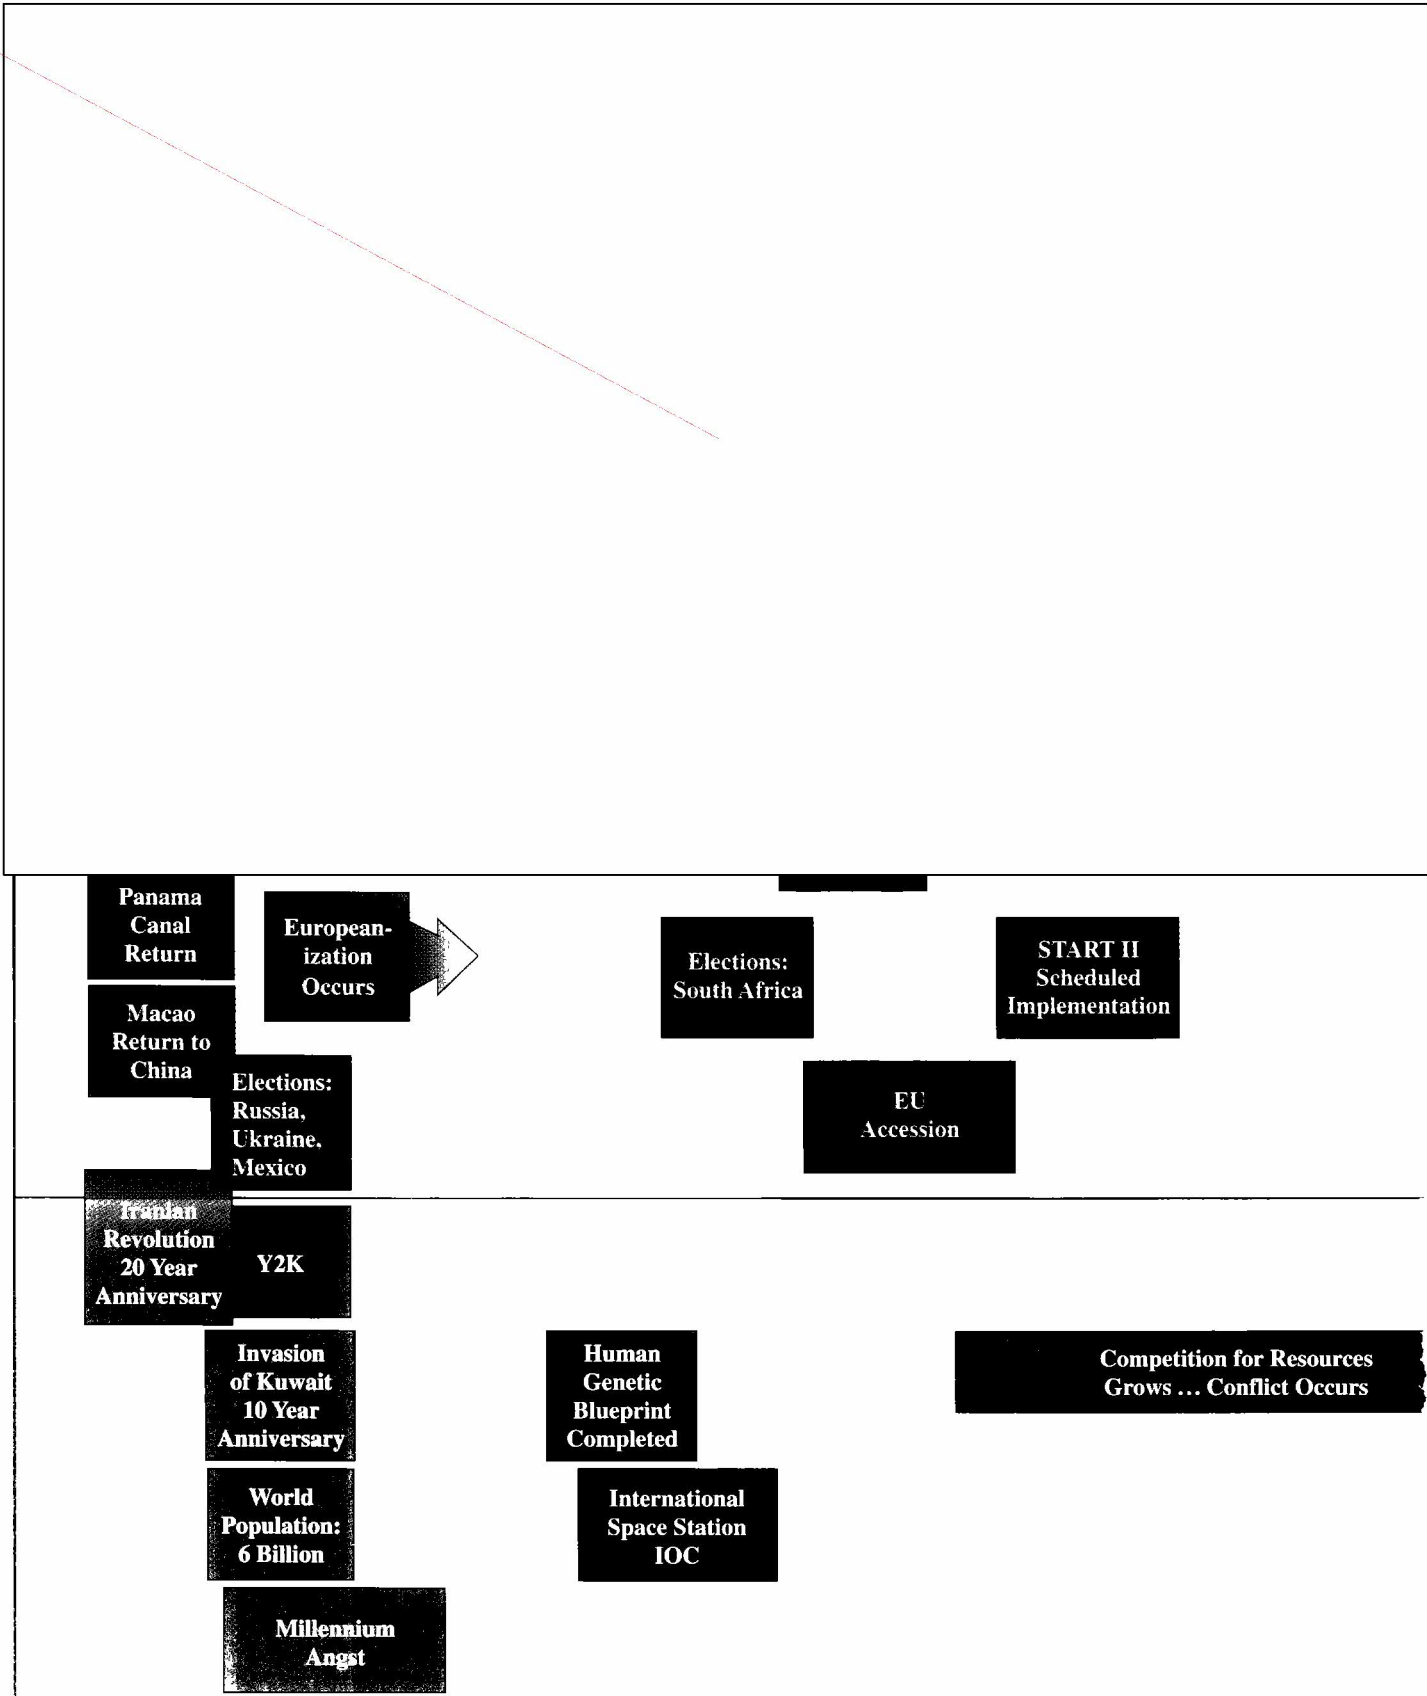 Panama
Canal
Return
European-
ization
Occurs
Elections:
South Africa
START II
Scheduled
Implementation
Macao
Return to
China
Elections:
Russia,
Ukraine,
Mexico
EU
Accession
Iranian
Revolution
20 Year
Anniversary
Y2K
Invasion
of Kuwait
10 Year
Anniversary
Human
Genetic
Blueprint
Completed
Competition for Resources
Grows ... Conflict Occurs
World
Population:
6 Billion
International
Space Station
IOC
Millennium
Angst